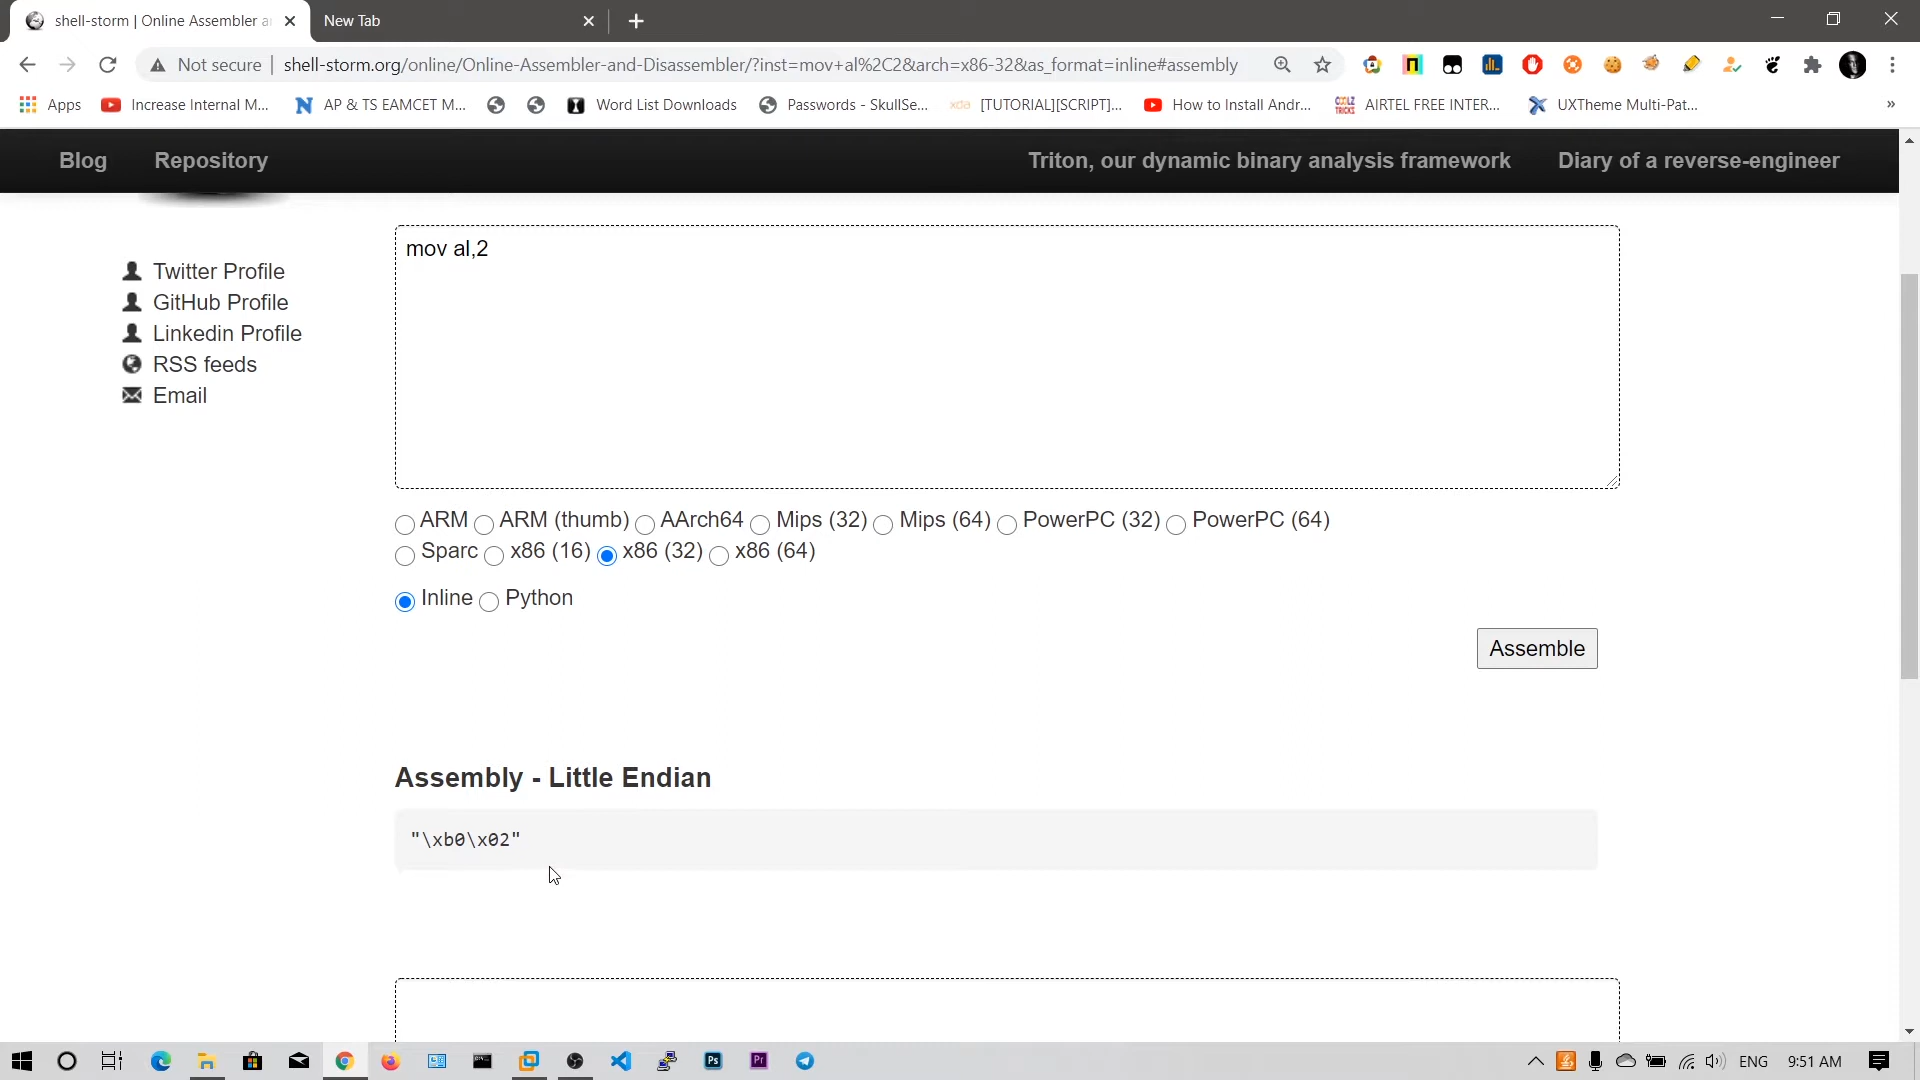 shell-storm | Online Assembler a
New Tab
Not secure
shell-storm.org/online/Online-Assembler-and-Disassembler/?inst=mov+al%2C2&arch=x86-32&as_format=inline#assembly
Apps
Increase Internal M...
AP & TS EAMCET M...
Word List Downloads
Passwords - SkullSe...
xda
[TUTORIAL][SCRIPT]...
How to Install Andr...
AIRTEL FREE INTER...
UXTheme Multi-Pat...
»
Blog
Repository
Triton, our dynamic binary analysis framework
Diary of a reverse-engineer
Twitter Profile
GitHub Profile
Linkedin Profile
RSS feeds
Email
mov al,2
ARM ARM (thumb) AArch64 Mips (32) Mips (64) PowerPC (32) PowerPC (64)
Sparc x86 (16) x86 (32) x86 (64)
Inline Python
Assemble
Assembly - Little Endian
"\xb0\x02"
Ps
Pr
ENG
9:51 AM